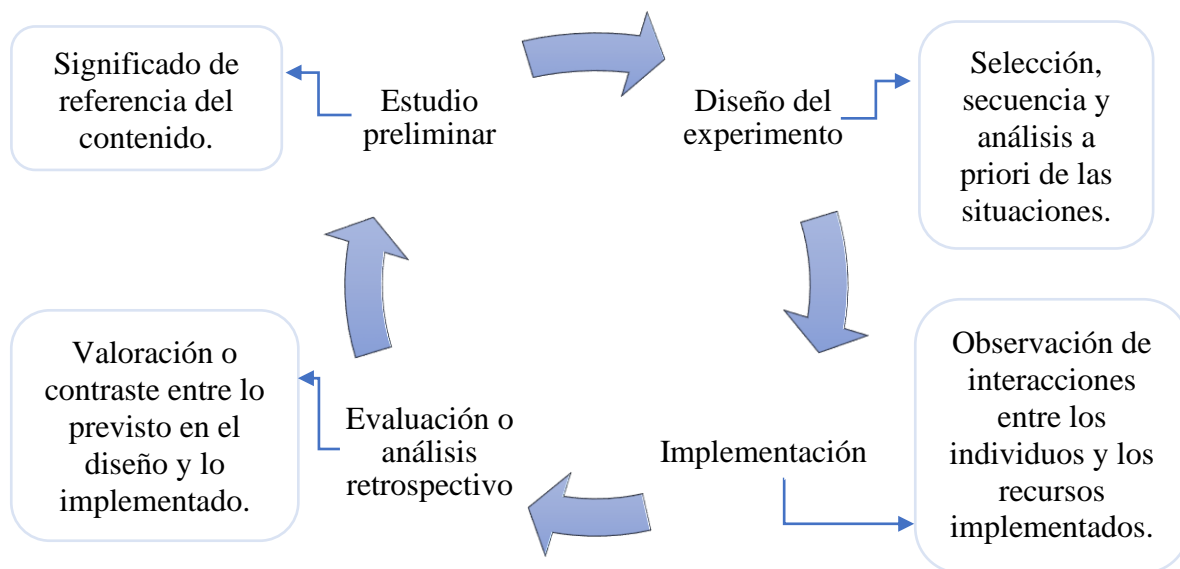 Significado de
referencia del
contenido.
Estudio
preliminar
Diseño del
experimento
Selección,
secuencia y
análisis a
priori de las
situaciones.
Valoración o
contraste entre lo
previsto en el
diseño y lo
implementado.
Evaluación o
análisis
retrospectivo
Implementación
Observación de
interacciones
entre los
individuos y los
recursos
implementados.